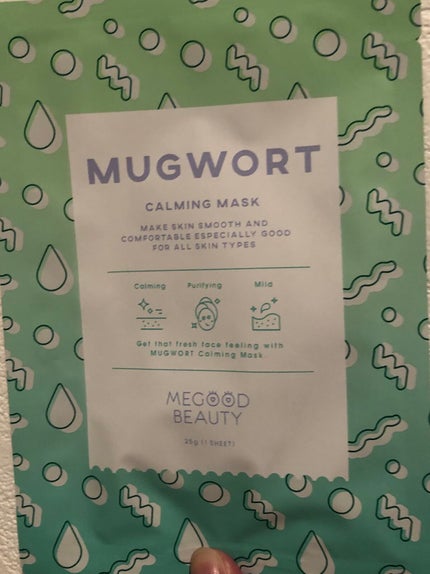 MUGWORT
CALMING MASK
MAKE SKIN SMOOTH AND
COMFORTABLE ESPECIALLY GOOD
FOR ALL SKIN TYPES
Calming Purifying Mild
Get that fresh face feeling with
MUGWORT Calming Mask.
MEGOOD
BEAUTY
25g (1 SHEET)